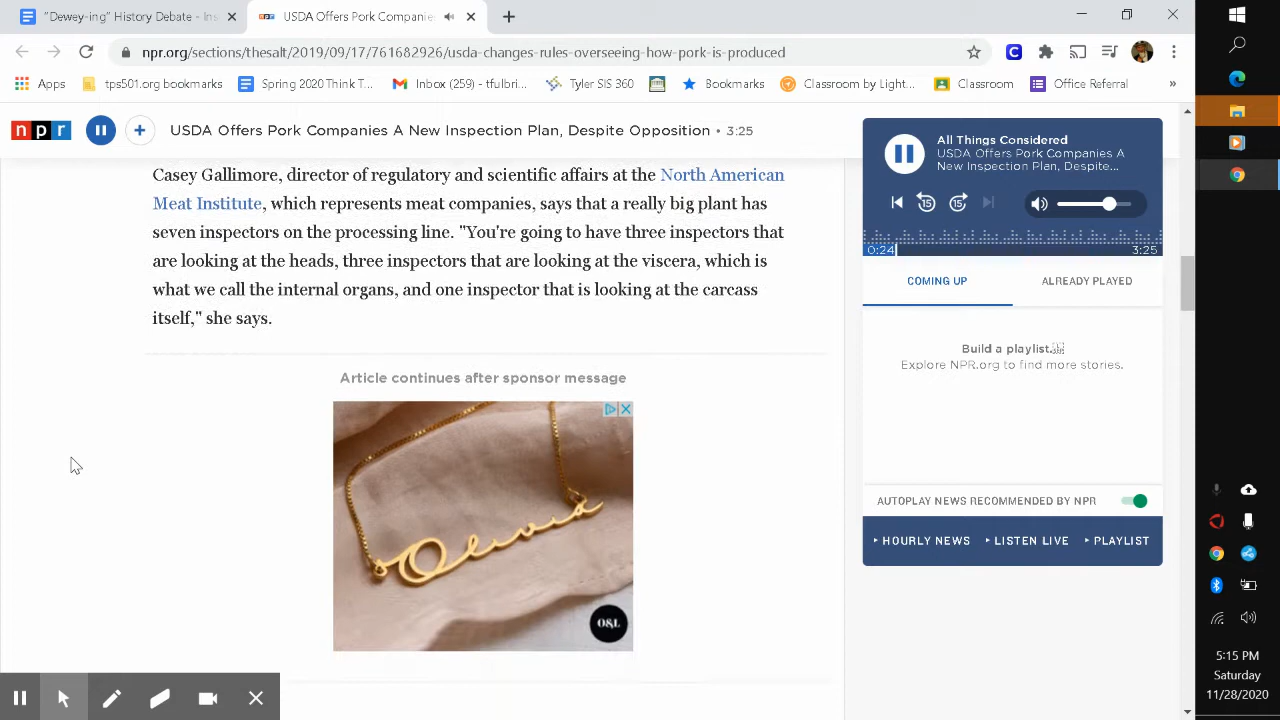 "Dewey-ing" History Debate - Ins
USDA Offers Pork Companie
npr.org/sections/thesalt/2019/09/17/761682926/usda-changes-rules-overseeing-how-pork-is-produced
Apps
tps501.org bookmarks
Spring 2020 Think T...
Inbox (259) - tfulbri...
Tyler SIS 360
Bookmarks
Classroom by Light...
Classroom
Office Referral
»
npr
USDA Offers Pork Companies A New Inspection Plan, Despite Opposition • 3:25
Casey Gallimore, director of regulatory and scientific affairs at the North American
Meat Institute, which represents meat companies, says that a really big plant has
seven inspectors on the processing line. "You're going to have three inspectors that
are looking at the heads, three inspectors that are looking at the viscera, which is
what we call the internal organs, and one inspector that is looking at the carcass
itself," she says.
Article continues after sponsor message
Olivia
O&L
All Things Considered
USDA Offers Pork Companies A
New Inspection Plan, Despite...
15
15
0:24
3:25
COMING UP
ALREADY PLAYED
Build a playlist.
Explore NPR.org to find more stories.
AUTOPLAY NEWS RECOMMENDED BY NPR
HOURLY NEWS
LISTEN LIVE
PLAYLIST
5:15 PM
Saturday
11/28/2020